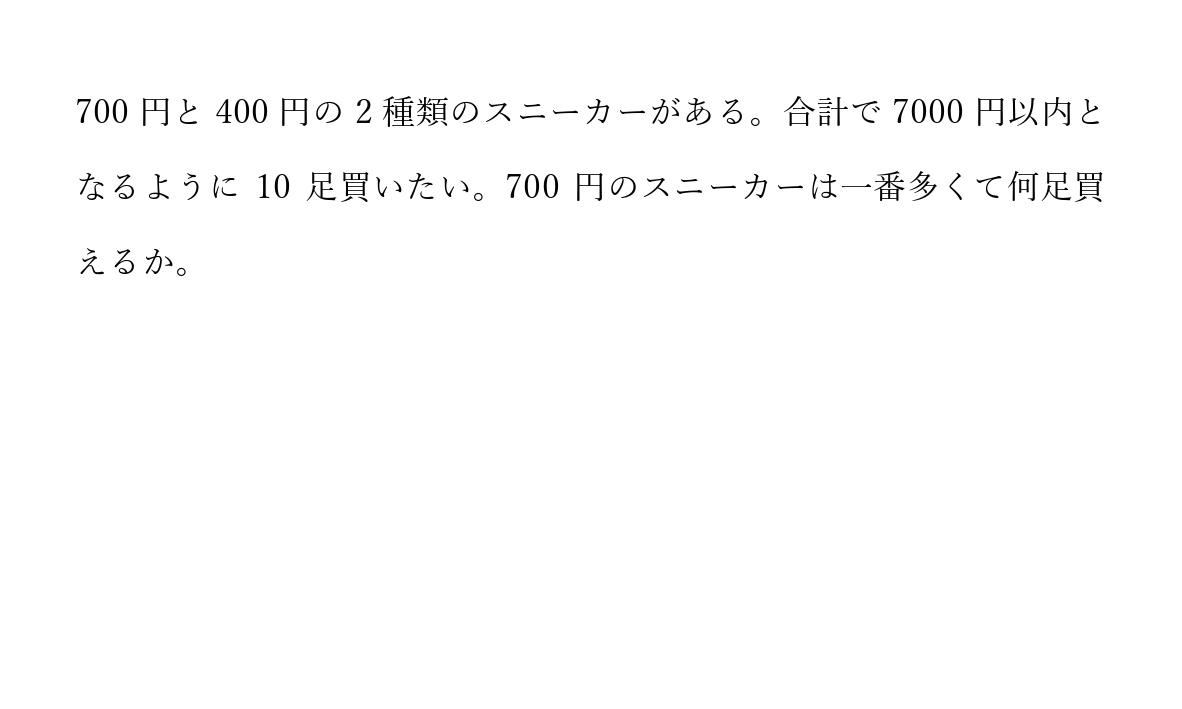 700 円と 400 円の 2 種類のスニーカーがある。合計で 7000 円以内と
なるように 10 足買いたい。700 円のスニーカーは一番多くて何足買
えるか。